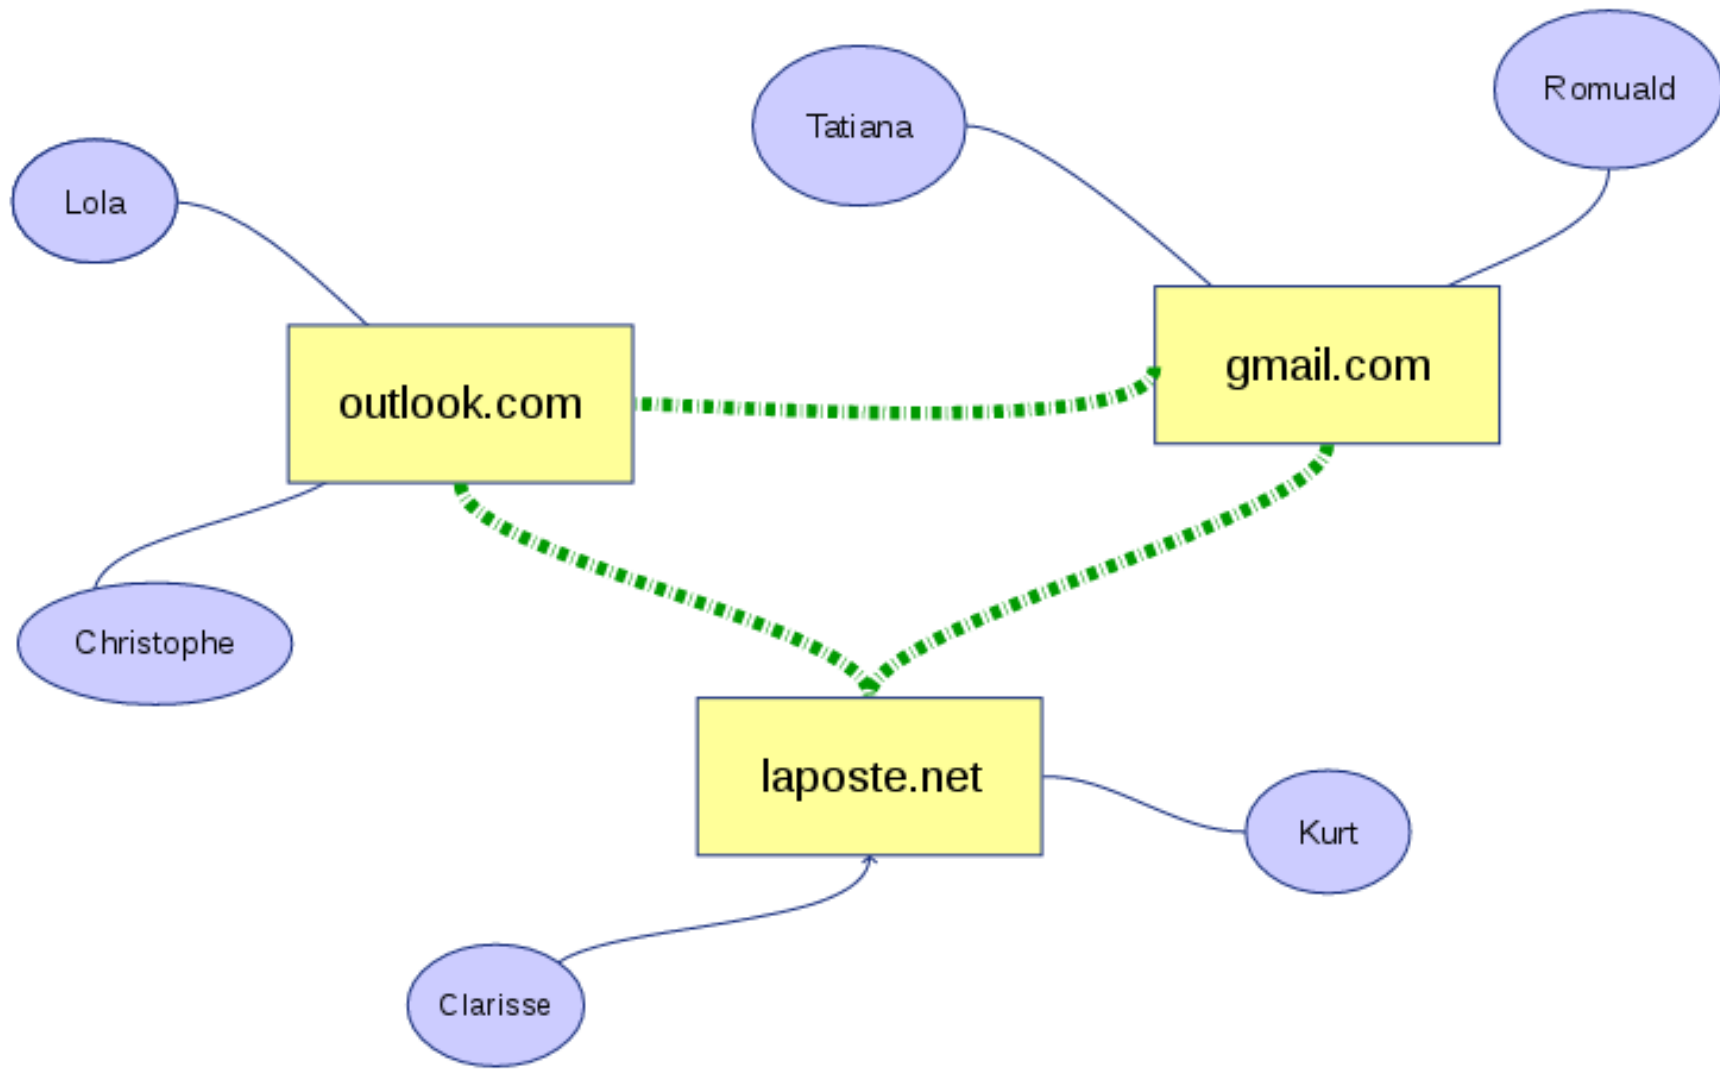 Romuald
Tatiana
Lola
gmail.com
outlook.com
Christophe
laposte.net
Kurt
Clarisse